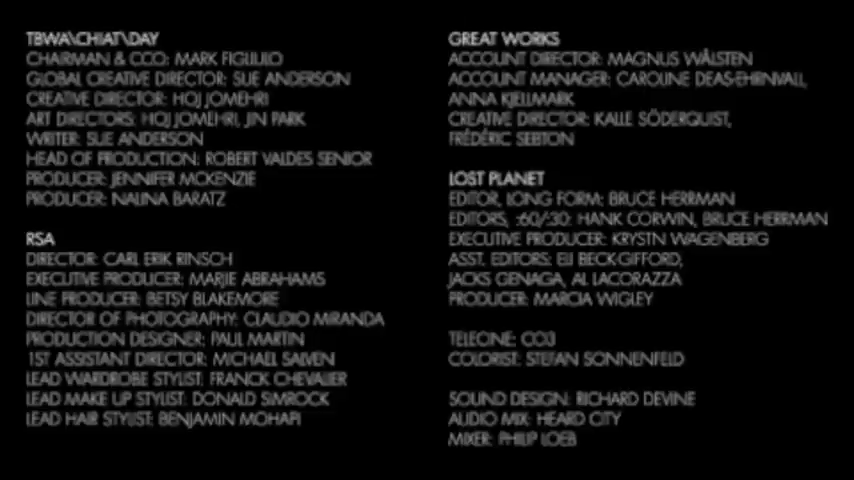 TBWA\CHIAT\DAY
CHAIRMAN & CCO: MARK FIGLIULO
GLOBAL CREATIVE DIRECTOR: SUE ANDERSON
CREATIVE DIRECTOR: HOJ JOMEHRI
ART DIRECTORS: HOJ JOMEHRI, JIN PARK
WRITER: SUE ANDERSON
HEAD OF PRODUCTION: ROBERT VALDES SENIOR
PRODUCER: JENNIFER MCKENZIE
PRODUCER: NALINA BARATZ
RSA
DIRECTOR: CARL ERIK RINSCH
EXECUTIVE PRODUCER: MARJIE ABRAHAMS
LINE PRODUCER: BETSY BLAKEMORE
DIRECTOR OF PHOTOGRAPHY: CLAUDIO MIRANDA
PRODUCTION DESIGNER: PAUL MARTIN
1ST ASSISTANT DIRECTOR: MICHAEL SALVEN
LEAD WARDROBE STYLIST: FRANCK CHEVALIER
LEAD MAKE UP STYLIST: DONALD SIMROCK
LEAD HAIR STYLIST: BENJAMIN MOHAPI
GREAT WORKS
ACCOUNT DIRECTOR: MAGNUS WÅLSTEN
ACCOUNT MANAGER: CAROLINE DEAS-EHRNVALL,
ANNA KJELLMARK
CREATIVE DIRECTOR: KALLE SÖDERQUIST,
FRÉDÉRIC SEBTON
LOST PLANET
EDITOR, LONG FORM: BRUCE HERRMAN
EDITORS, :60/:30: HANK CORWIN, BRUCE HERRMAN
EXECUTIVE PRODUCER: KRYSTN WAGENBERG
ASST. EDITORS: ELI BECK-GIFFORD,
JACKS GENAGA, AL LACORAZZA
PRODUCER: MARCIA WIGLEY
TELECINE: CO3
COLORIST: STEFAN SONNENFELD
SOUND DESIGN: RICHARD DEVINE
AUDIO MIX: HEARD CITY
MIXER: PHILIP LOEB